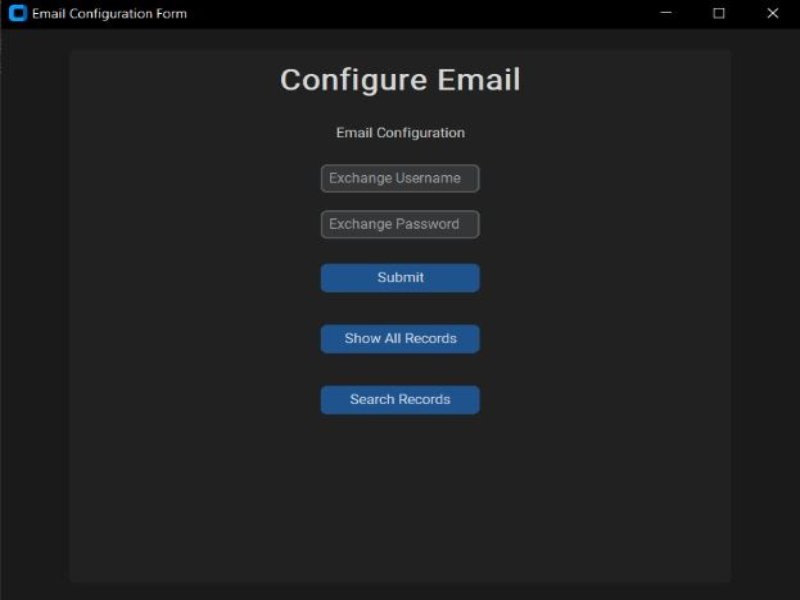 Email Configuration Form
Configure Email
Email Configuration
Exchange Username
Exchange Password
Submit
Show All Records
Search Records